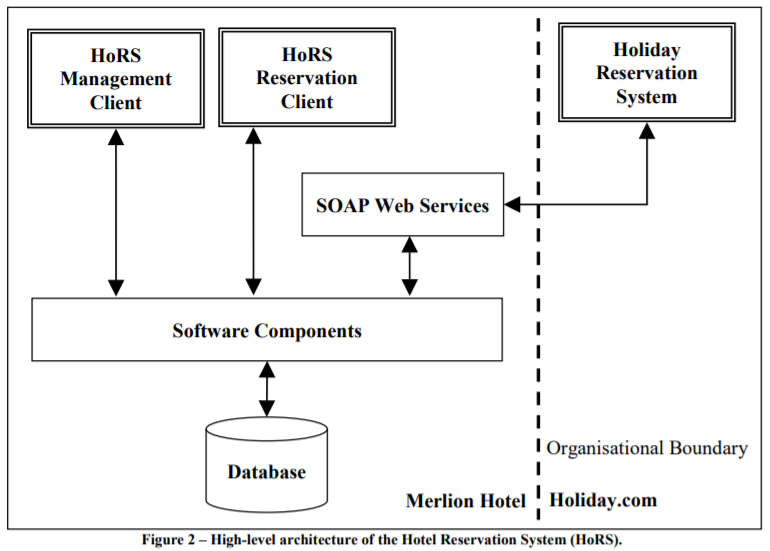 HoRS
Management
Client
HoRS
Reservation
Client
Holiday
Reservation
System
SOAP Web Services
Software Components
Database
Organisational Boundary
Merlion Hotel
Holiday.com
Figure 2 – High-level architecture of the Hotel Reservation System (HoRS).